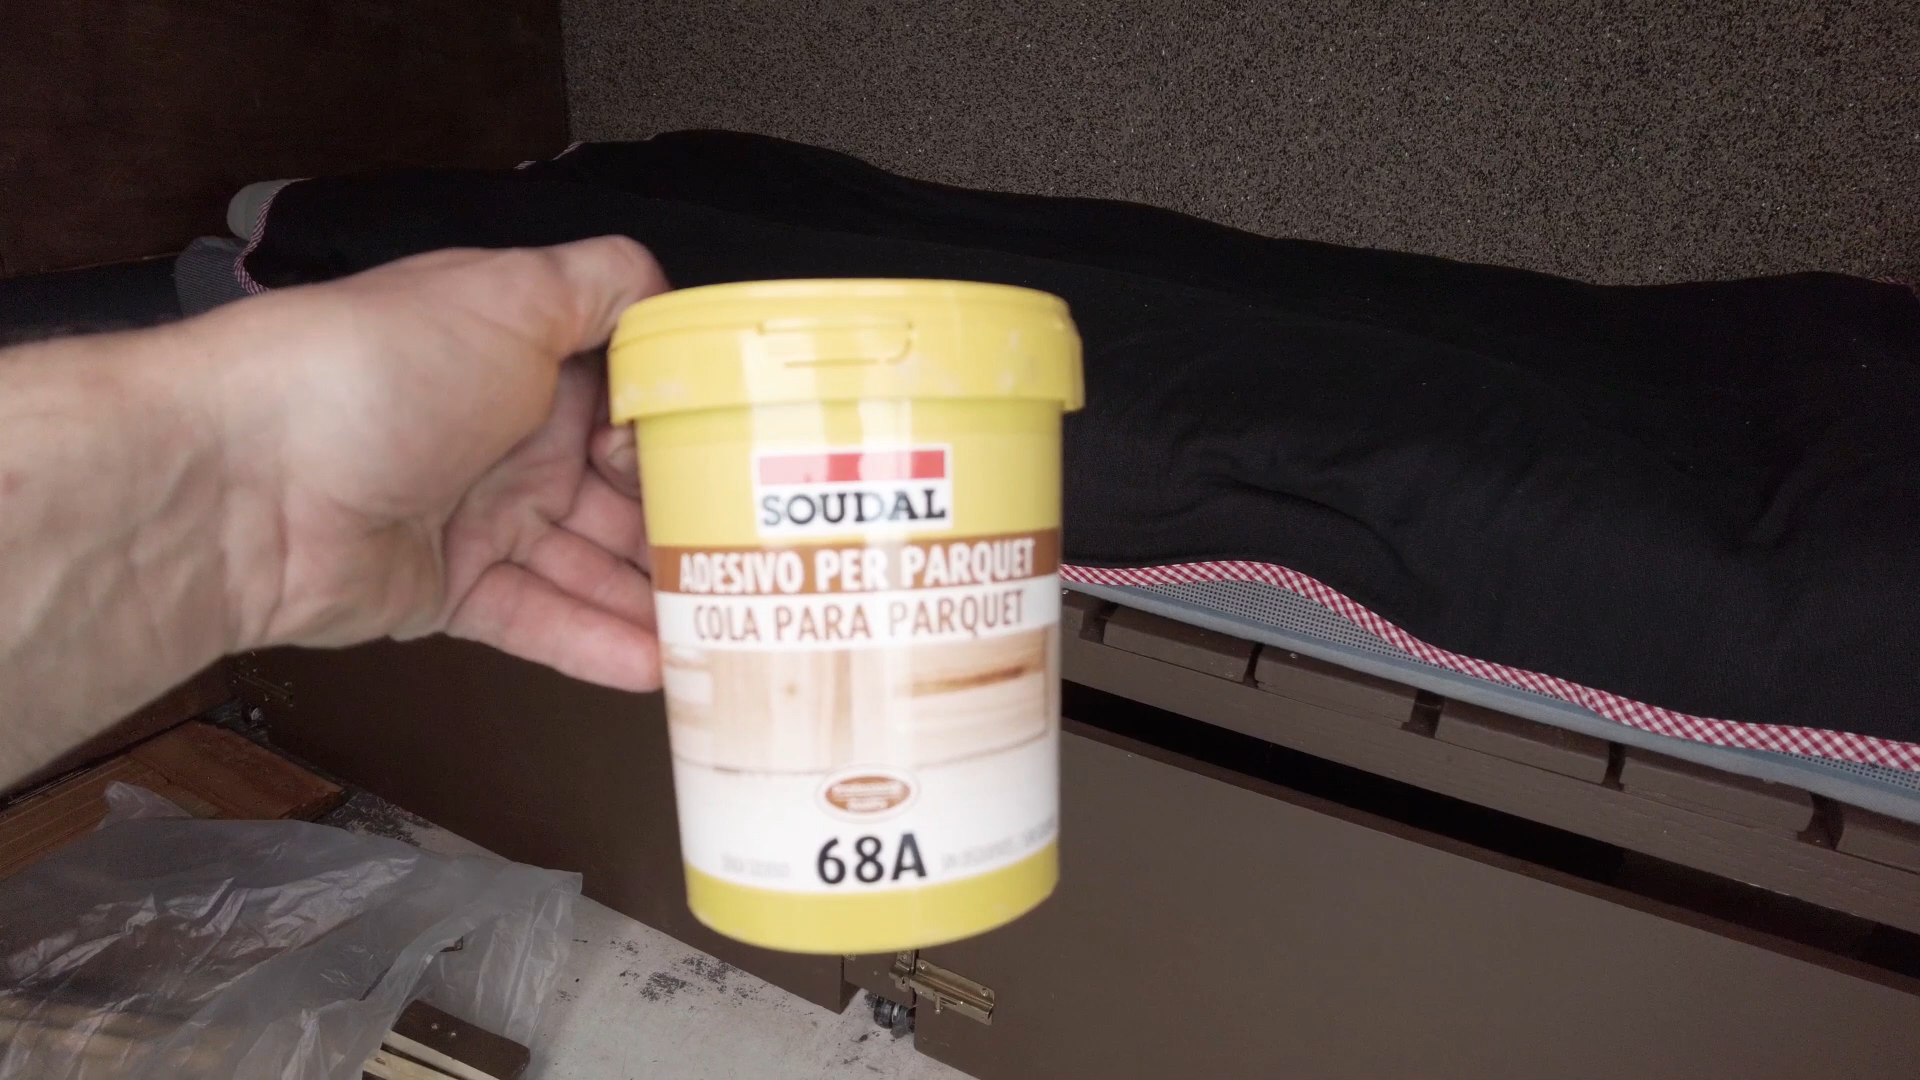 SOUDAL
ADESIVO PER PARQUET
COLA PARA PARQUET
68A